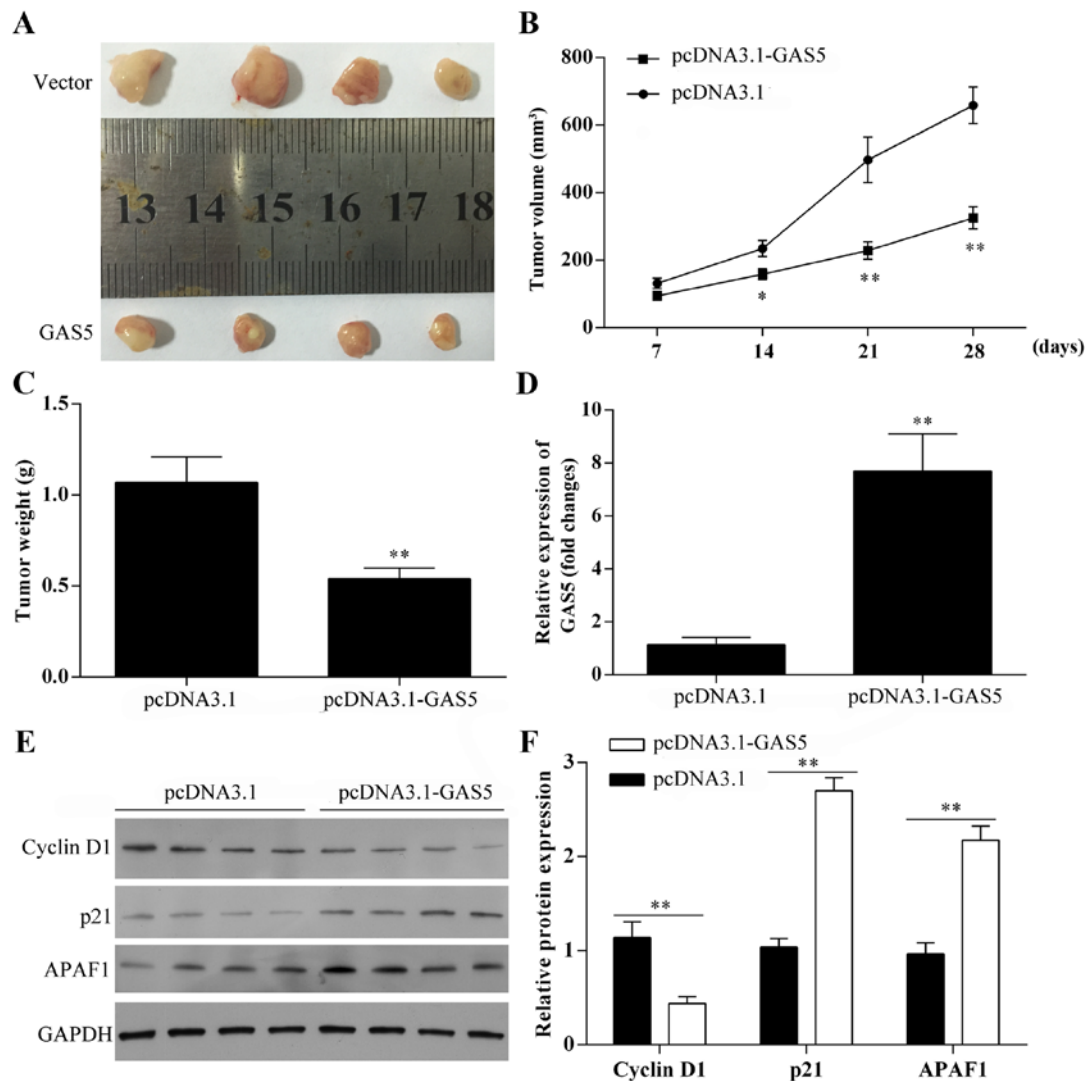 A
Vector
13 14 15 16 17 18
GAS5
B
pcDNA3.1-GAS5
pcDNA3.1
Tumor volume (mm³)
800
600
400
200
0
7 14 21 28 (days)
*
**
**
C
Tumor weight (g)
1.5
1.0
0.5
0.0
**
pcDNA3.1 pcDNA3.1-GAS5
D
Relative expression of
GAS5 (fold changes)
10
8
6
4
2
0
**
pcDNA3.1 pcDNA3.1-GAS5
E
pcDNA3.1 pcDNA3.1-GAS5
Cyclin D1
p21
APAF1
GAPDH
F
pcDNA3.1-GAS5
pcDNA3.1
Relative protein expression
3
2
1
0
**
**
**
Cyclin D1 p21 APAF1